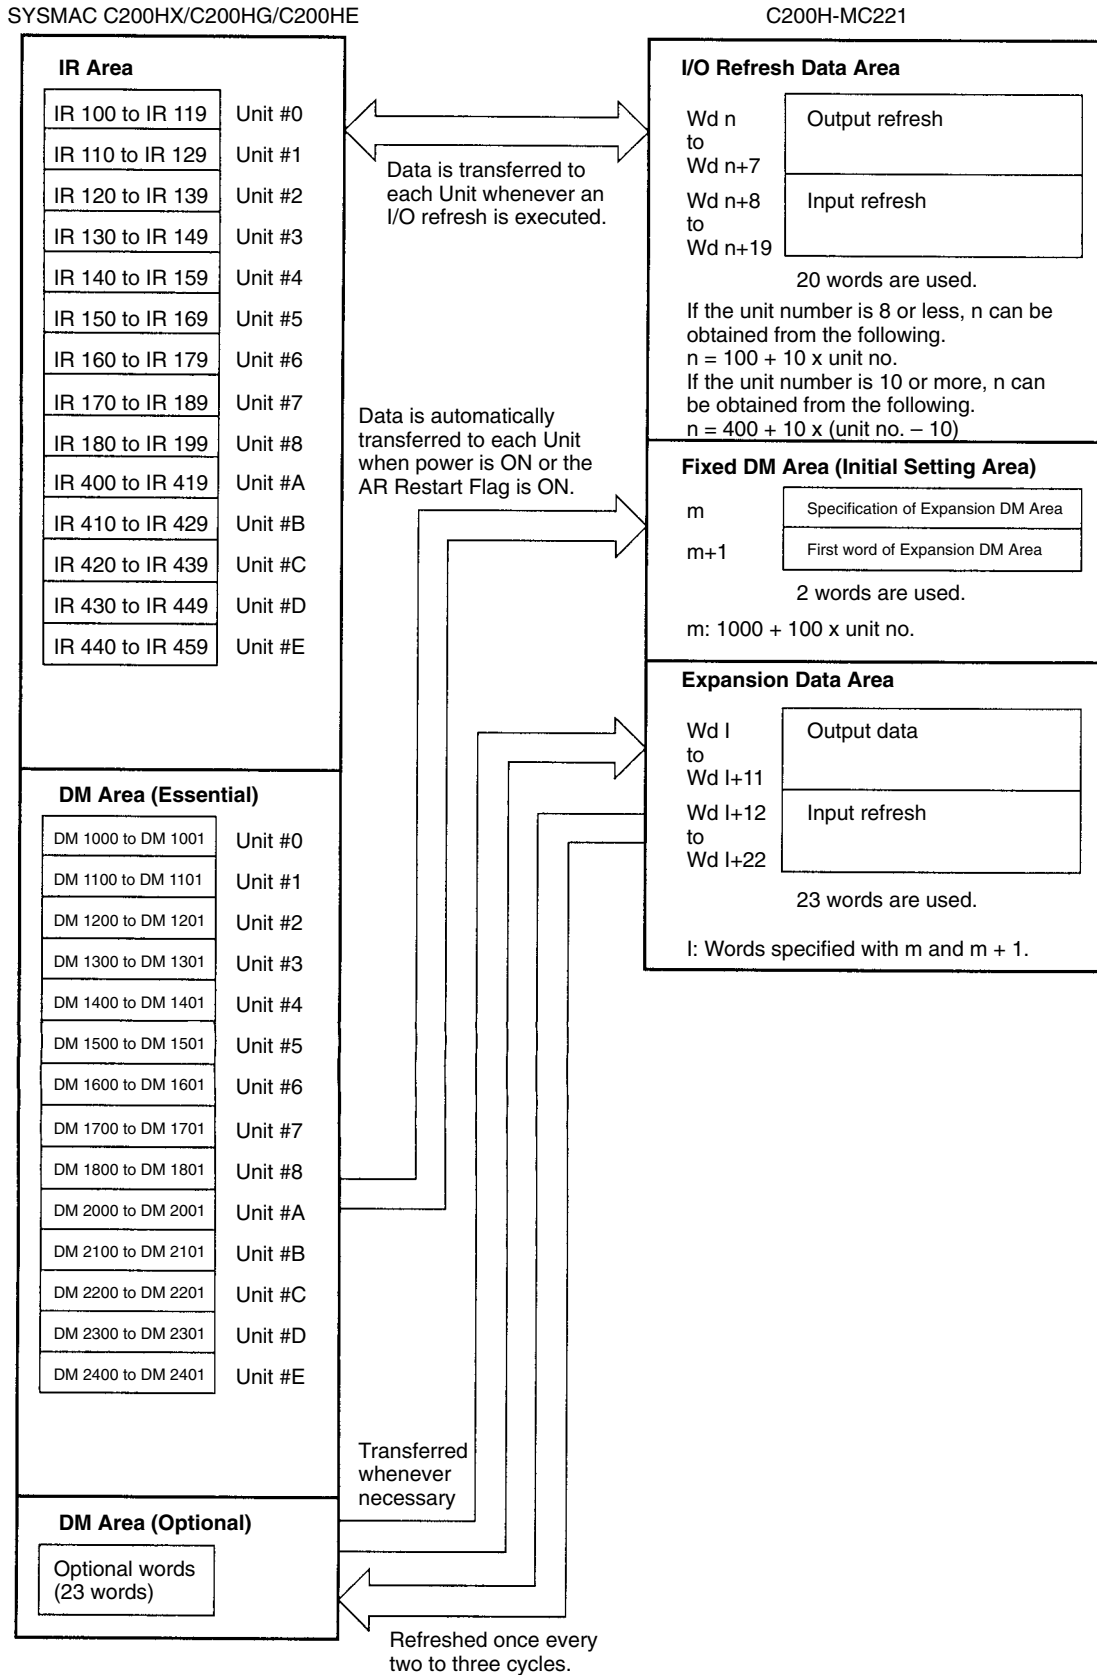 SYSMAC C200HX/C200HG/C200HE
C200H-MC221
IR Area
IR 100 to IR 119 Unit #0
IR 110 to IR 129 Unit #1
IR 120 to IR 139 Unit #2
IR 130 to IR 149 Unit #3
IR 140 to IR 159 Unit #4
IR 150 to IR 169 Unit #5
IR 160 to IR 179 Unit #6
IR 170 to IR 189 Unit #7
IR 180 to IR 199 Unit #8
IR 400 to IR 419 Unit #A
IR 410 to IR 429 Unit #B
IR 420 to IR 439 Unit #C
IR 430 to IR 449 Unit #D
IR 440 to IR 459 Unit #E
Data is transferred to
each Unit whenever an
I/O refresh is executed.
I/O Refresh Data Area
Wd n
to
Wd n+7
Output refresh
Wd n+8
to
Wd n+19
Input refresh
20 words are used.
If the unit number is 8 or less, n can be
obtained from the following.
n = 100 + 10 x unit no.
If the unit number is 10 or more, n can
be obtained from the following.
n = 400 + 10 x (unit no. – 10)
Data is automatically
transferred to each Unit
when power is ON or the
AR Restart Flag is ON.
Fixed DM Area (Initial Setting Area)
m Specification of Expansion DM Area
m+1 First word of Expansion DM Area
2 words are used.
m: 1000 + 100 x unit no.
Expansion Data Area
Wd l
to
Wd l+11
Output data
Wd l+12
to
Wd l+22
Input refresh
23 words are used.
l: Words specified with m and m + 1.
DM Area (Essential)
DM 1000 to DM 1001 Unit #0
DM 1100 to DM 1101 Unit #1
DM 1200 to DM 1201 Unit #2
DM 1300 to DM 1301 Unit #3
DM 1400 to DM 1401 Unit #4
DM 1500 to DM 1501 Unit #5
DM 1600 to DM 1601 Unit #6
DM 1700 to DM 1701 Unit #7
DM 1800 to DM 1801 Unit #8
DM 2000 to DM 2001 Unit #A
DM 2100 to DM 2101 Unit #B
DM 2200 to DM 2201 Unit #C
DM 2300 to DM 2301 Unit #D
DM 2400 to DM 2401 Unit #E
Transferred
whenever
necessary
DM Area (Optional)
Optional words
(23 words)
Refreshed once every
two to three cycles.